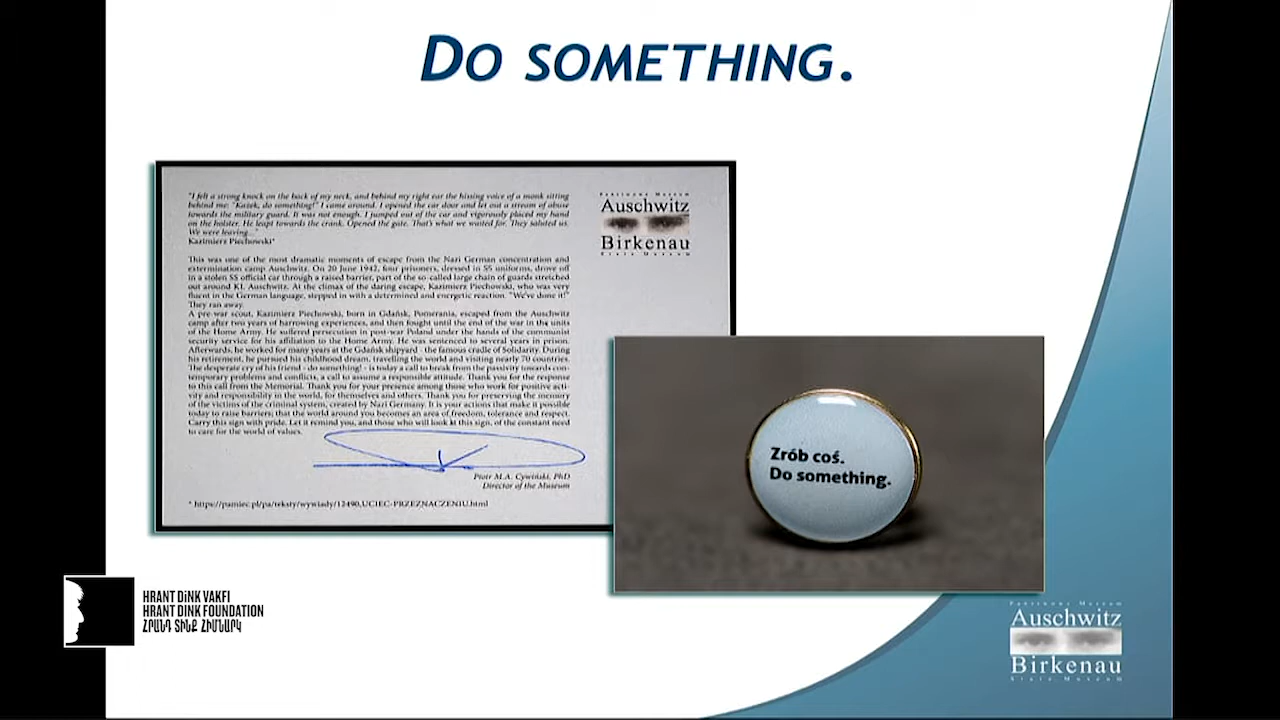 DO SOMETHING.
"I felt a strong knock on the back of my neck, and behind my right ear the hissing voice of a monk sitting
behind me: "Kazek, do something!" I came around. I opened the car door and let out a stream of abuse
towards the military guard. It was not enough. I jumped out of the car and vigorously placed my hand
on the holster. He leapt towards the crank. Opened the gate. That's what we waited for. They saluted us.
We were leaving..."
Kazimierz Piechowski*
This was one of the most dramatic moments of escape from the Nazi German concentration and
extermination camp Auschwitz. On 20 June 1942, four prisoners, dressed in SS uniforms, drove off
in a stolen SS official car through a raised barrier, part of the so-called large chain of guards stretched
out around KL Auschwitz. At the climax of the daring escape, Kazimierz Piechowski, who was very
fluent in the German language, stepped in with a determined and energetic reaction. "We've done it!"
They ran away.
A pre-war scout, Kazimierz Piechowski, born in Gdańsk, Pomerania, escaped from the Auschwitz
camp after two years of harrowing experiences, and then fought until the end of the war in the units
of the Home Army. He suffered persecution in post-war Poland under the hands of the communist
security service for his affiliation to the Home Army. He was sentenced to several years in prison.
Afterwards, he worked for many years at the Gdańsk shipyard - the famous cradle of Solidarity. During
his retirement, he pursued his childhood dream, travelling the world and visiting nearly 70 countries.
The desperate cry of his friend - do something! - is today a call to break from the passivity towards con-
temporary problems and conflicts, a call to assume a responsible attitude. Thank you for the response
to this call from the Memorial. Thank you for your presence among those who work for positive acti-
vity and responsibility in the world, for themselves and others. Thank you for preserving the memory
of the victims of the criminal system, created by Nazi Germany. It is your actions that make it possible
today to raise barriers; that the world around you becomes an area of freedom, tolerance and respect.
Carry this sign with pride. Let it remind you, and those who will look at this sign, of the constant need
to care for the world of values.
Piotr M.A. Cywiński, PhD
Director of the Museum
* https://pamiec.pl/pa/teksty/wywiady/12490,UCIEC-PRZEZNACZENIU.html
Państwowe Muzeum
Auschwitz
Birkenau
State Museum
Zrób coś.
Do something.
HRANT DİNK VAKFI
HRANT DINK FOUNDATION
ՀՐԱՆԴ ՏԻՆՔ ՀԻՄՆԱՐԿ
Państwowe Muzeum
Auschwitz
Birkenau
State Museum